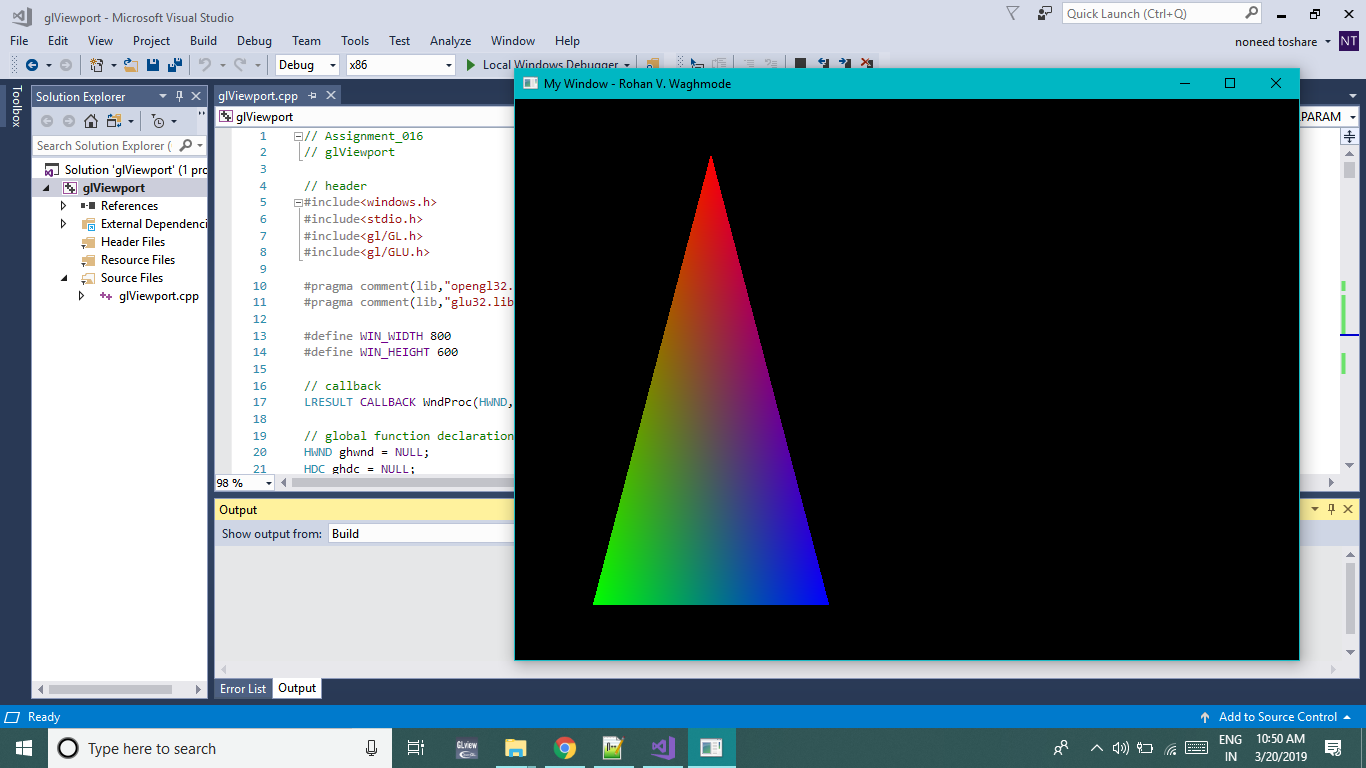 glViewport - Microsoft Visual Studio
Quick Launch (Ctrl+Q)
File Edit View Project Build Debug Team Tools Test Analyze Window Help
noneed toshare NT
Debug x86 Local Windows Debugger
Toolbox
Solution Explorer
Search Solution Explorer (
Solution 'glViewport' (1 pro
glViewport
References
External Dependenci
Header Files
Resource Files
Source Files
glViewport.cpp
glViewport.cpp
glViewport
PARAM
1 // Assignment_016
2 // glViewport
3
4 // header
5 #include<windows.h>
6 #include<stdio.h>
7 #include<gl/GL.h>
8 #include<gl/GLU.h>
9
10 #pragma comment(lib,"opengl32.
11 #pragma comment(lib,"glu32.lib
12
13 #define WIN_WIDTH 800
14 #define WIN_HEIGHT 600
15
16 // callback
17 LRESULT CALLBACK WndProc(HWND,
18
19 // global function declaration
20 HWND ghwnd = NULL;
21 HDC ghdc = NULL;
98 %
My Window - Rohan V. Waghmode
Output
Show output from: Build
Error List Output
Ready
Add to Source Control
Type here to search
GLview
ENG
IN
10:50 AM
3/20/2019